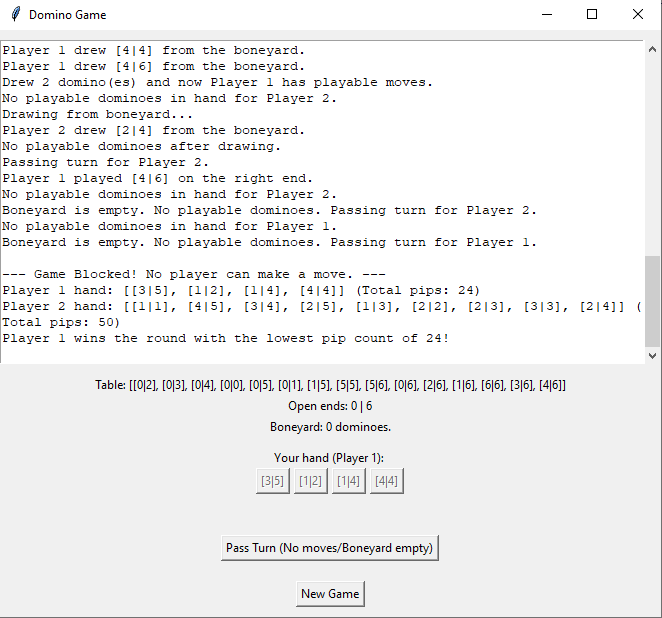 Domino Game
Player 1 drew [4|4] from the boneyard.
Player 1 drew [4|6] from the boneyard.
Drew 2 domino(es) and now Player 1 has playable moves.
No playable dominoes in hand for Player 2.
Drawing from boneyard...
Player 2 drew [2|4] from the boneyard.
No playable dominoes after drawing.
Passing turn for Player 2.
Player 1 played [4|6] on the right end.
No playable dominoes in hand for Player 2.
Boneyard is empty. No playable dominoes. Passing turn for Player 2.
No playable dominoes in hand for Player 1.
Boneyard is empty. No playable dominoes. Passing turn for Player 1.
--- Game Blocked! No player can make a move. ---
Player 1 hand: [[3|5], [1|2], [1|4], [4|4]] (Total pips: 24)
Player 2 hand: [[1|1], [4|5], [3|4], [2|5], [1|3], [2|2], [2|3], [3|3], [2|4]] (
Total pips: 50)
Player 1 wins the round with the lowest pip count of 24!
Table: [[0|2], [0|3], [0|4], [0|0], [0|5], [0|1], [1|5], [5|5], [5|6], [0|6], [2|6], [1|6], [6|6], [3|6], [4|6]]
Open ends: 0 | 6
Boneyard: 0 dominoes.
Your hand (Player 1):
[3|5] [1|2] [1|4] [4|4]
Pass Turn (No moves/Boneyard empty)
New Game